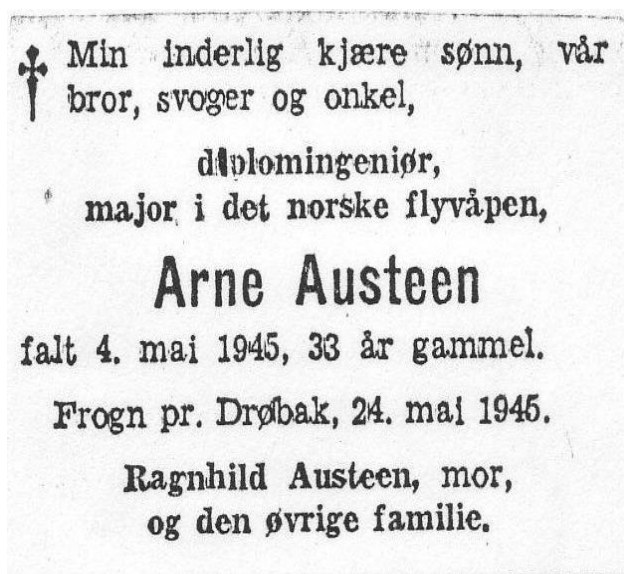 Min inderlig kjære sønn, vår
bror, svoger og onkel,
diplomingeniør,
major i det norske flyvåpen,
Arne Austeen
falt 4. mai 1945, 33 år gammel.
Frogn pr. Drøbak, 24. mai 1945.
Ragnhild Austeen, mor,
og den øvrige familie.